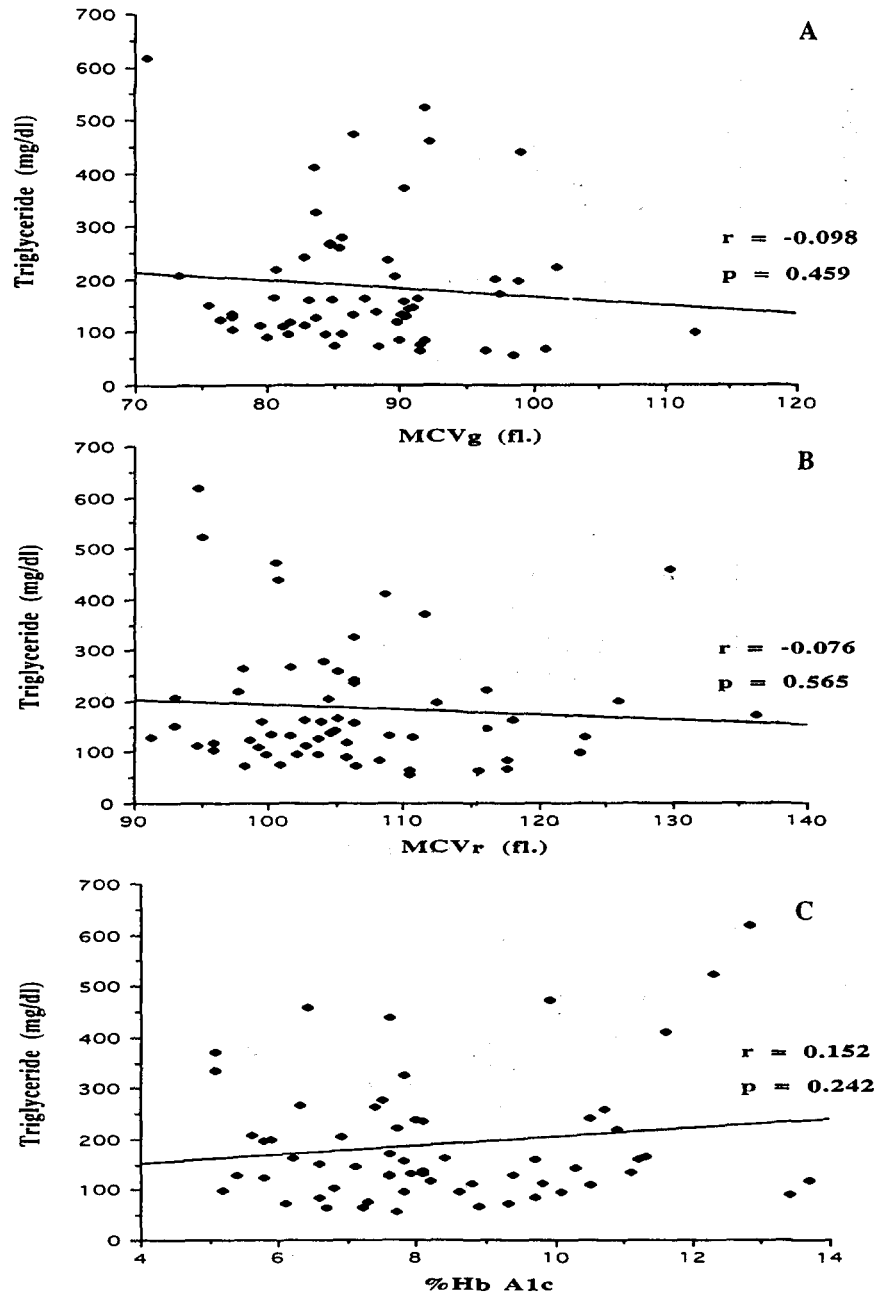 A
700
600
500
400
300
200
100
0
Triglyceride (mg/dl)
r = -0.098
p = 0.459
70 80 90 100 110 120
MCVg (fl.)
B
700
600
500
400
300
200
100
0
Triglyceride (mg/dl)
r = -0.076
p = 0.565
90 100 110 120 130 140
MCVr (fl.)
C
700
600
500
400
300
200
100
0
Triglyceride (mg/dl)
r = 0.152
p = 0.242
4 6 8 10 12 14
%Hb A1c